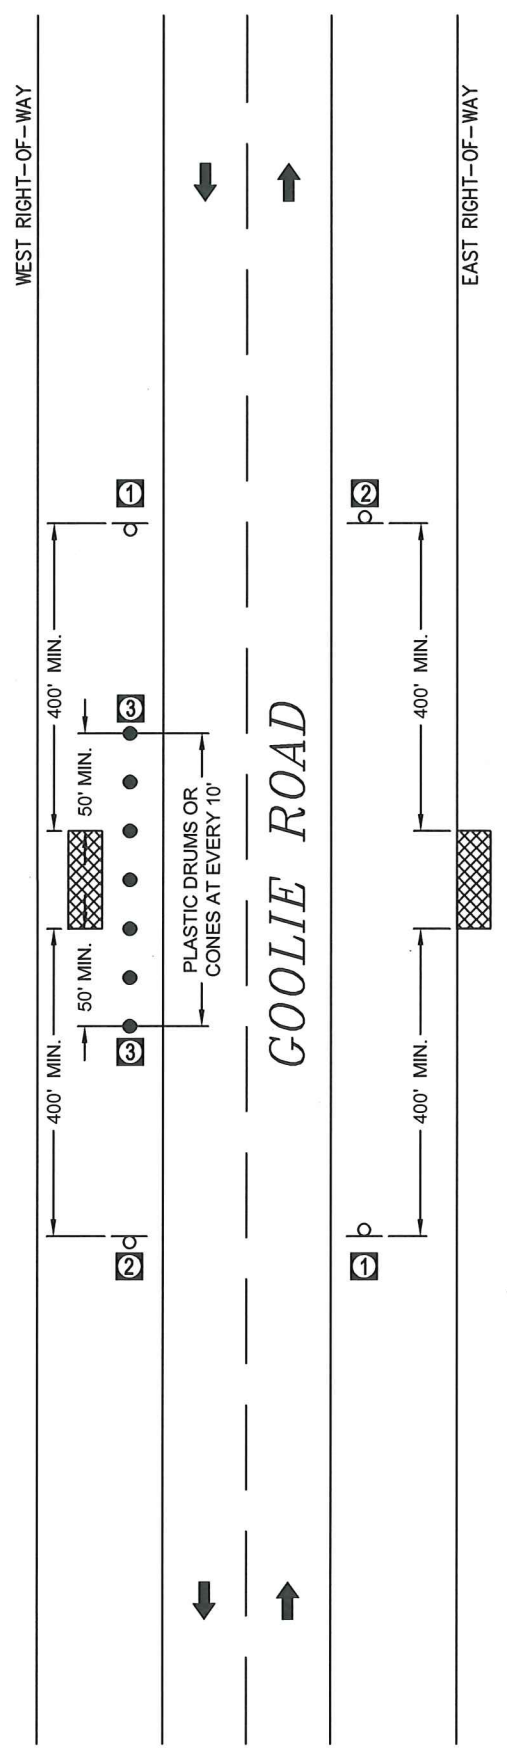 WEST RIGHT-OF-WAY
1
400' MIN.
3
50' MIN.
50' MIN.
3
400' MIN.
2
PLASTIC DRUMS OR
CONES AT EVERY 10'
GOOLIE ROAD
2
400' MIN.
400' MIN.
1
EAST RIGHT-OF-WAY